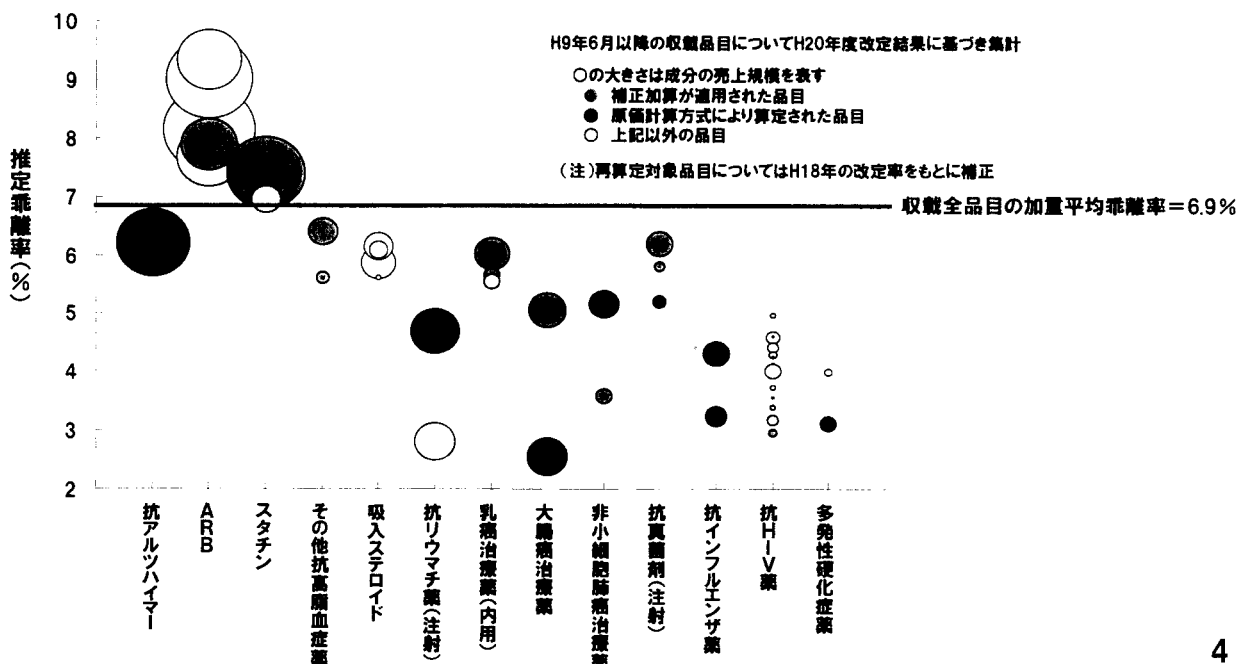 H9年6月以降の収載品目についてH20年度改定結果に基づき集計
○の大きさは成分の売上規模を表す
補正加算が適用された品目
原価計算方式により算定された品目
○ 上記以外の品目
(注)再算定対象品目についてはH18年の改定率をもとに補正
推定乖離率(%)
10
9
8
7
6
5
4
3
2
収載全品目の加重平均乖離率=6.9%
抗アルツハイマー
ARB
スタチン
その他抗高脂血症薬
吸入ステロイド
抗リウマチ薬(注射)
乳癌治療薬(内用)
大腸癌治療薬
非小細胞肺癌治療薬
抗真菌剤(注射)
抗インフルエンザ薬
抗HIV薬
多発性硬化症薬
4